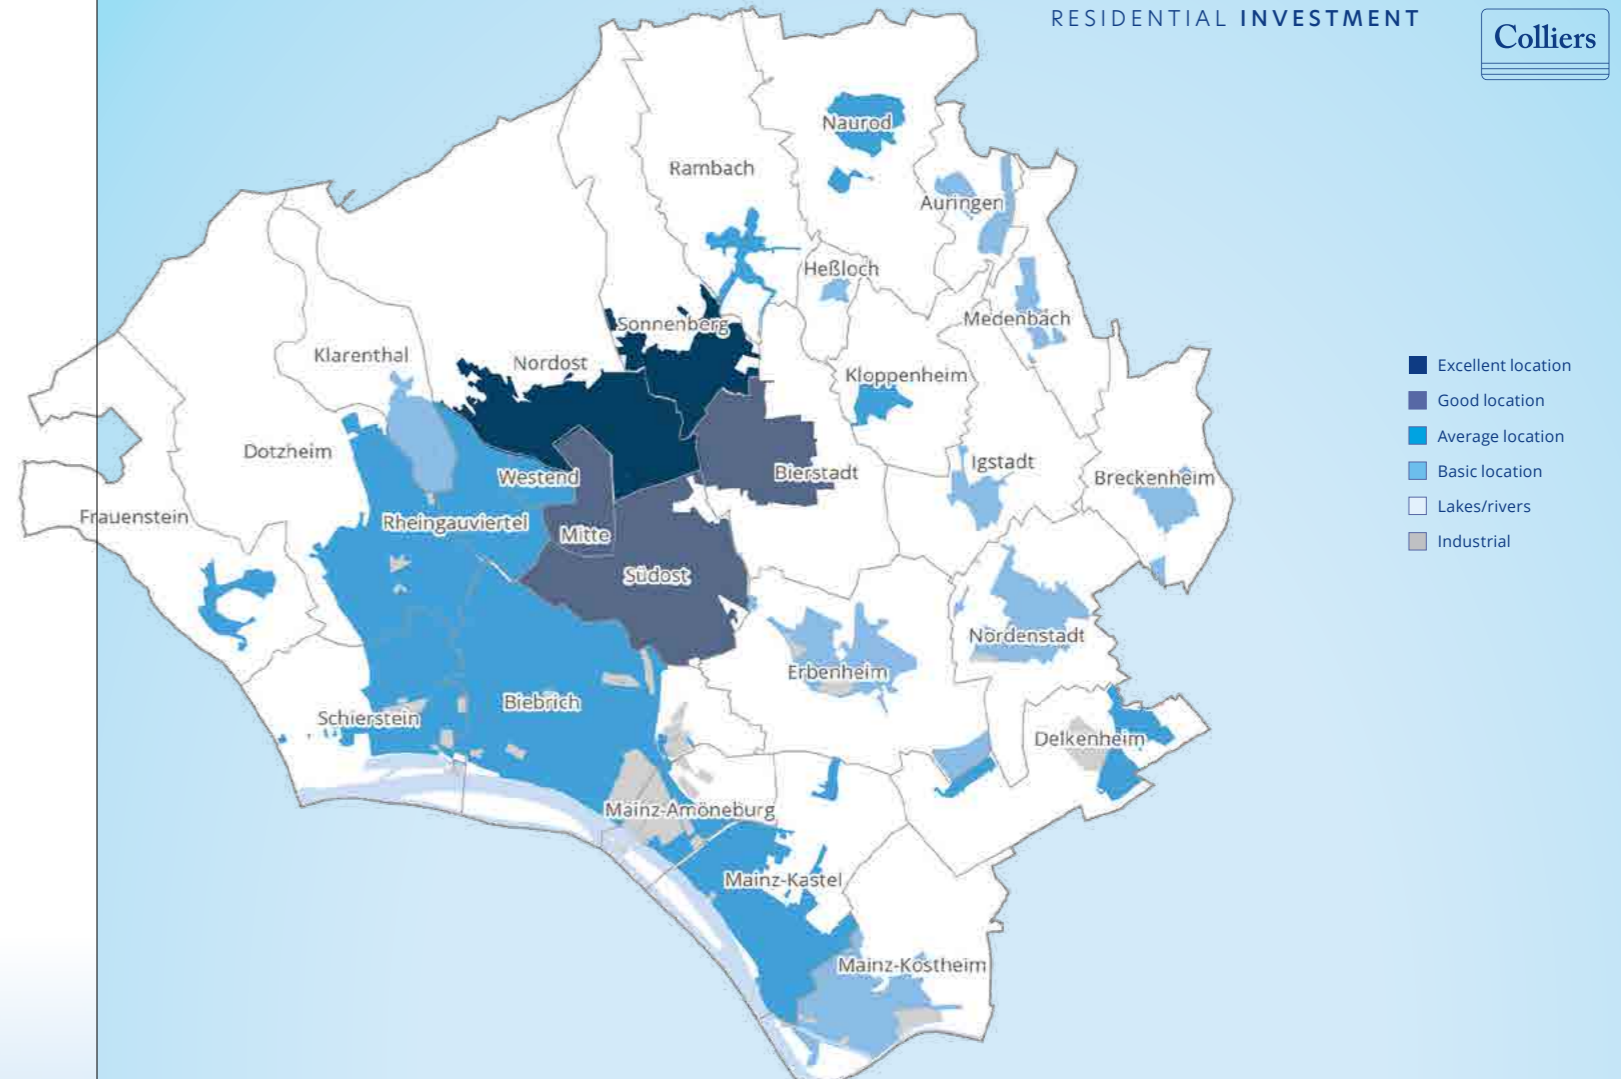 RESIDENTIAL INVESTMENT
Colliers
Naurod
Rambach
Auringen
Heßloch
Medenbach
Sonnenberg
Klarenthal
Nordost
Kloppenheim
Dotzheim
Westend
Bierstadt
Igstadt
Breckenheim
Frauenstein
Rheingauviertel
Mitte
Südost
Nordenstadt
Erbenheim
Biebrich
Schierstein
Delkenheim
Mainz-Amöneburg
Mainz-Kastel
Mainz-Kostheim
Excellent location
Good location
Average location
Basic location
Lakes/rivers
Industrial